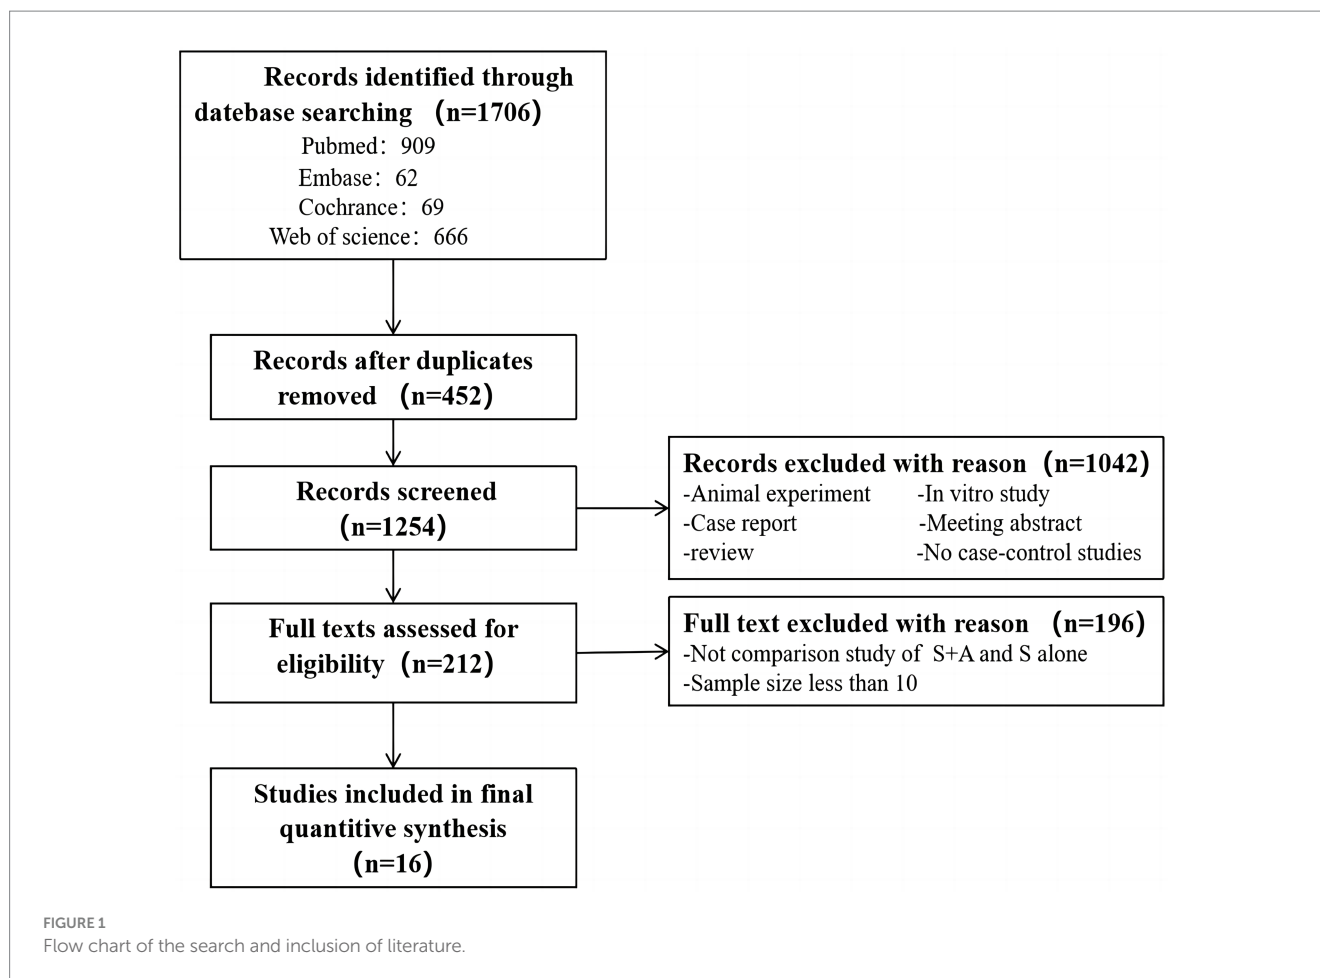 Records identified through
datebase searching （n=1706）
Pubmed：909
Embase：62
Cochrance：69
Web of science：666
Records after duplicates
removed （n=452）
Records screened
（n=1254）
Records excluded with reason （n=1042）
-Animal experiment -In vitro study
-Case report -Meeting abstract
-review -No case-control studies
Full texts assessed for
eligibility （n=212）
Full text excluded with reason （n=196）
-Not comparison study of S+A and S alone
-Sample size less than 10
Studies included in final
quantitive synthesis
（n=16）
FIGURE 1
Flow chart of the search and inclusion of literature.